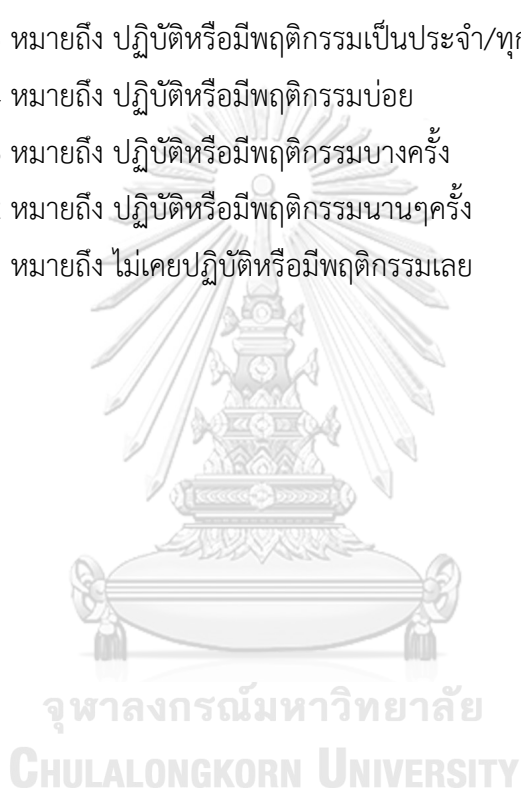 หมายถึง ปฏิบัติหรือมีพฤติกรรมเป็นประจำ/
หมายถึง ปฏิบัติหรือมีพฤติกรรมบ่อย
หมายถึง ปฏิบัติหรือมีพฤติกรรมบางครั้ง
หมายถึง ปฏิบัติหรือมีพฤติกรรมนานๆครั้ง
หมายถึง ไม่เคยปฏิบัติหรือมีพฤติกรรมเลย
จุฬาลงกรณ์มหาวิทยาลัย
CHULALONGKORN UNIVERSITY